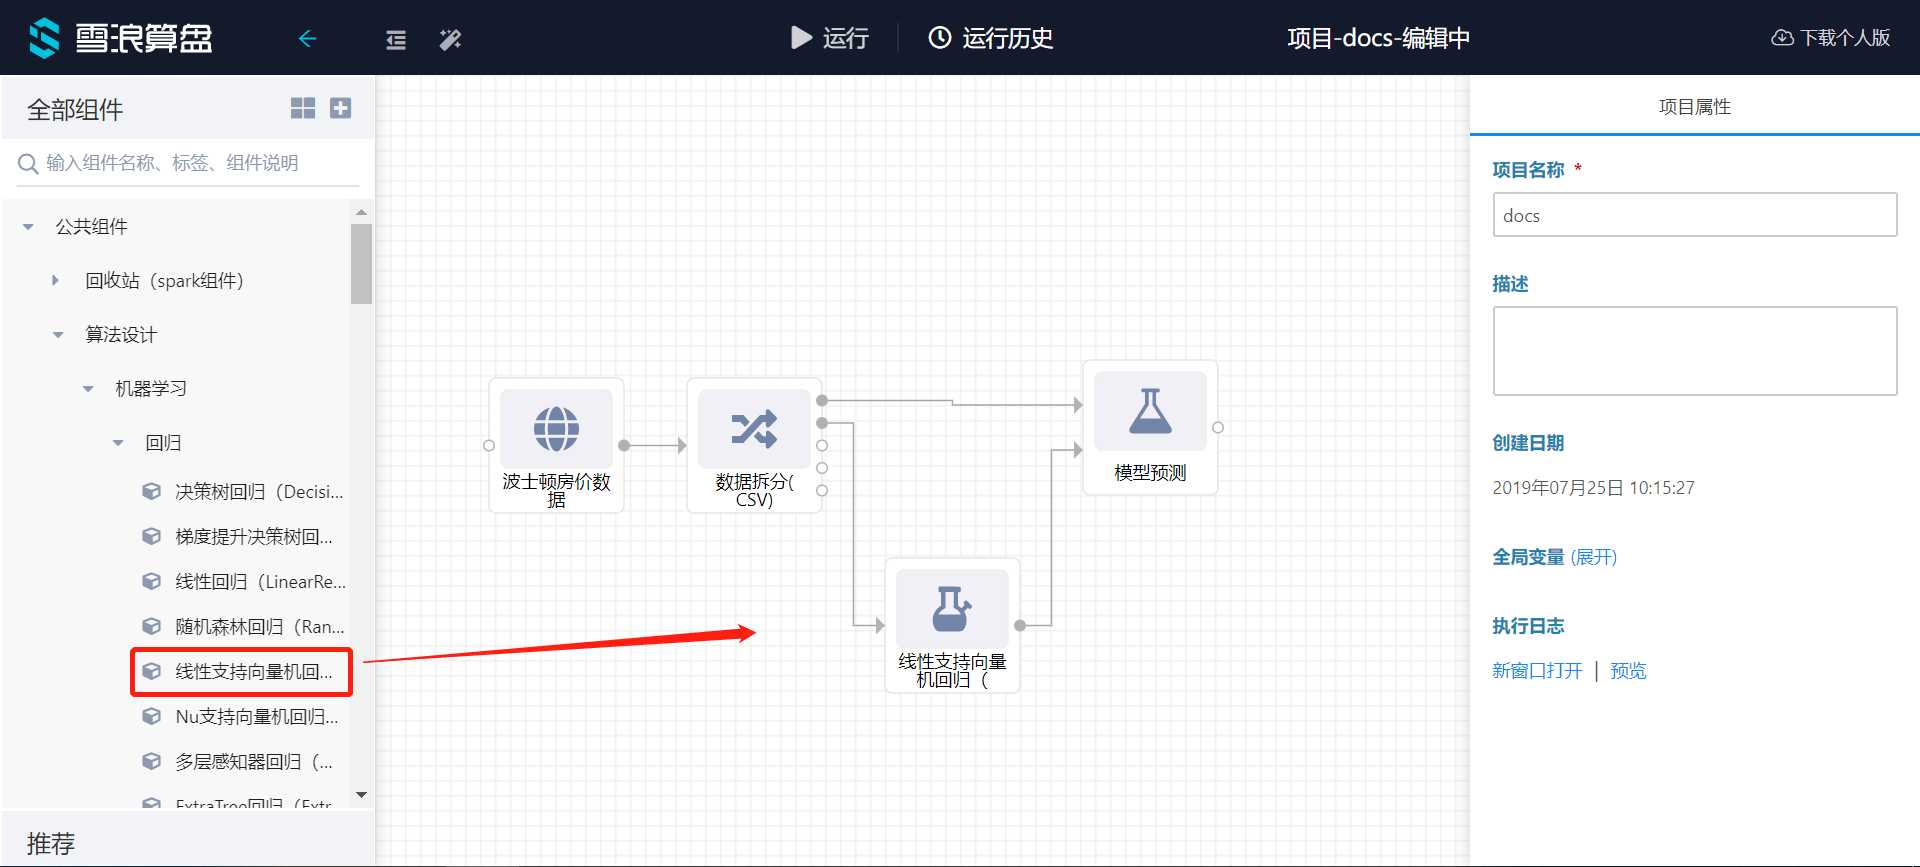 雪浪算盘
运行
运行历史
项目-docs-编辑中
下载个人版
全部组件
输入组件名称、标签、组件说明
公共组件
回收站（spark组件）
算法设计
机器学习
回归
决策树回归（Decisi...
梯度提升决策树回...
线性回归（LinearRe...
随机森林回归（Ran...
线性支持向量机回...
Nu支持向量机回归...
多层感知器回归（...
ExtraTree回归（Extr
推荐
波士顿房价数
据
数据拆分(
CSV)
模型预测
线性支持向量
机回归（
项目属性
项目名称 *
docs
描述
创建日期
2019年07月25日 10:15:27
全局变量 (展开)
执行日志
新窗口打开 | 预览